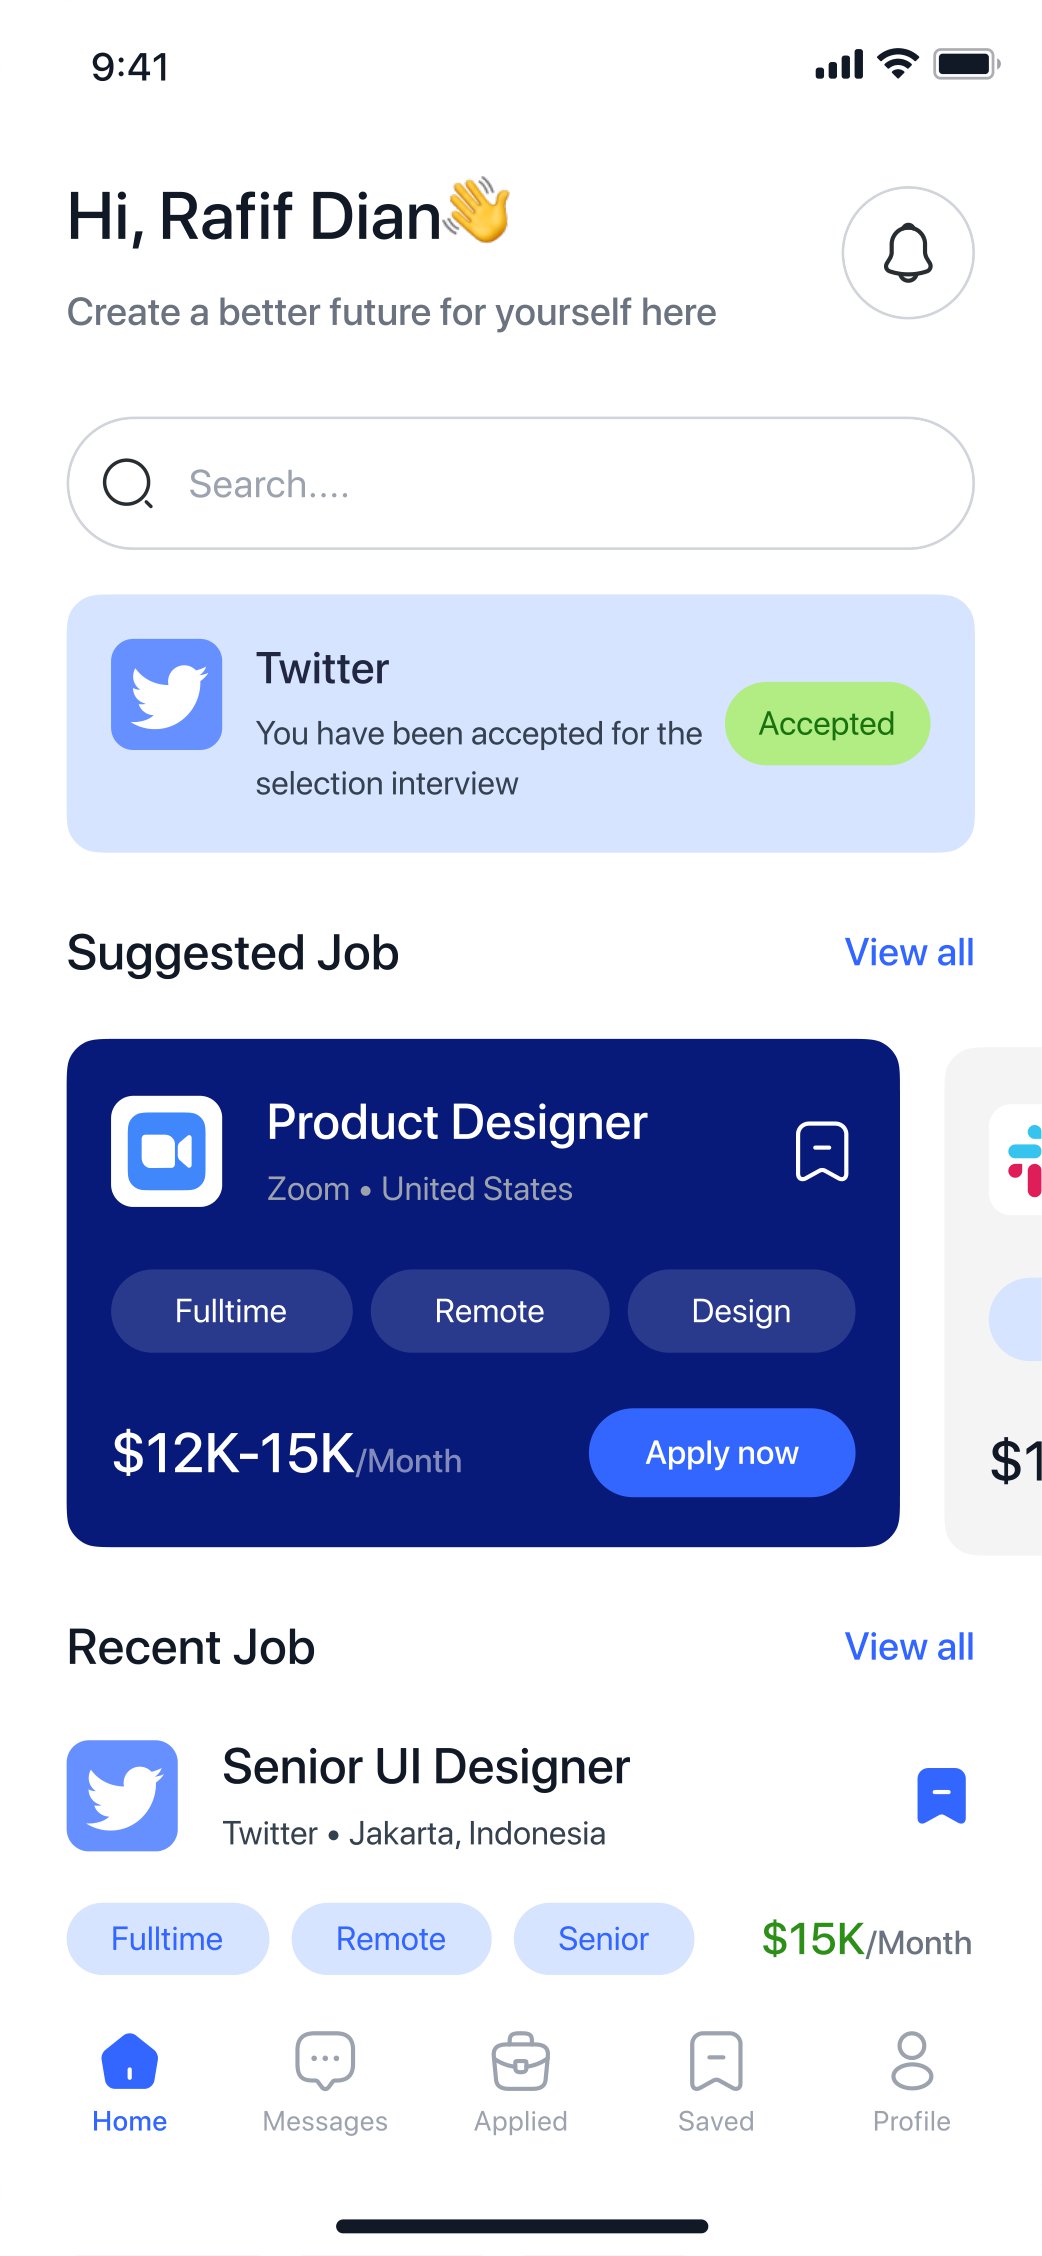 9:41
Hi, Rafif Dian👋
Create a better future for yourself here
Search....
Twitter
You have been accepted for the
selection interview
Accepted
Suggested Job
View all
Product Designer
Zoom • United States
Fulltime
Remote
Design
$12K-15K/Month
Apply now
$1
Recent Job
View all
Senior UI Designer
Twitter • Jakarta, Indonesia
Fulltime
Remote
Senior
$15K/Month
Home
Messages
Applied
Saved
Profile